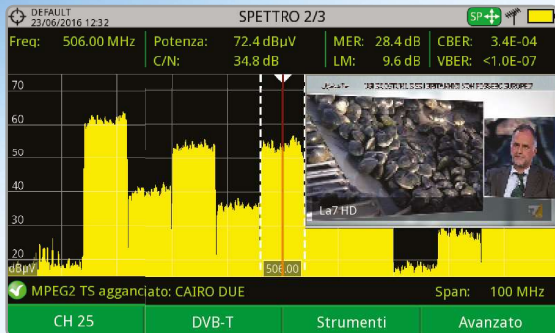 DEFAULT
23/06/2016 12:32
SPETTRO 2/3
SP
Freq: 506.00 MHz
Potenza: 72.4 dBµV
C/N: 34.8 dB
MER: 28.4 dB
LM: 9.6 dB
CBER: 3.4E-04
VBER: <1.0E-07
70
60
50
40
30
20
dBµV
506.00
La7 HD
MPEG2 TS agganciato: CAIRO DUE
Span: 100 MHz
CH 25
DVB-T
Strumenti
Avanzato